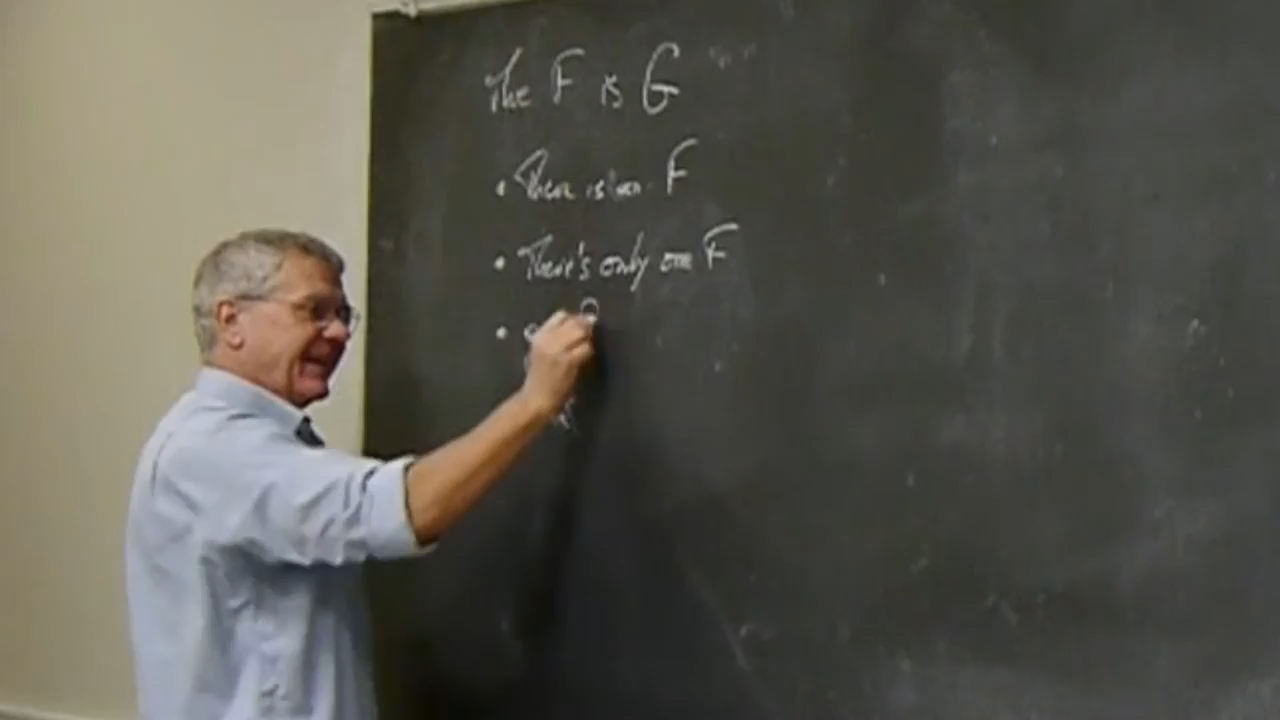 The F is G
• There is an F
• There's only one F
•